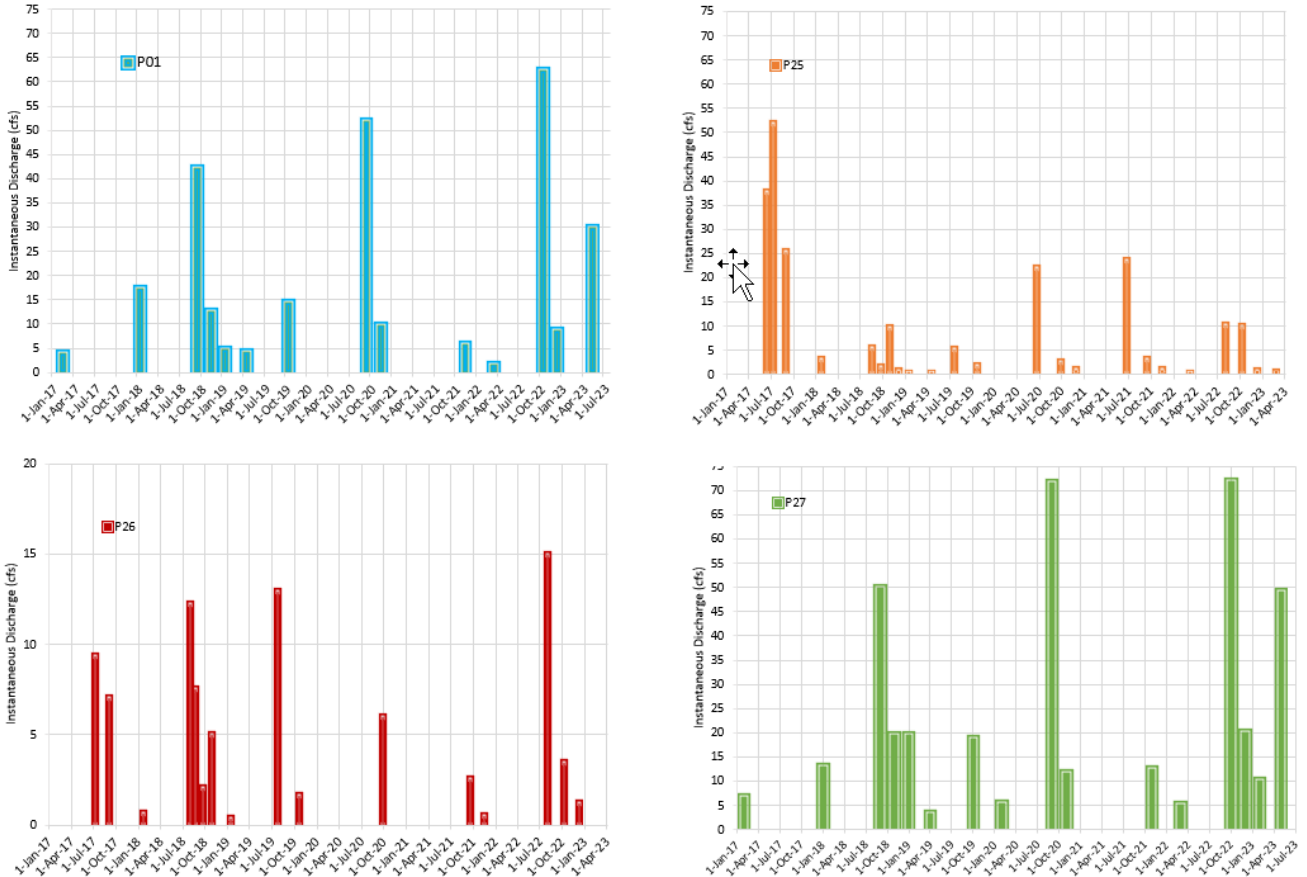 75
70
65
60
55
50
45
40
35
30
25
20
15
10
5
0
Instantaneous Discharge (cfs)
P01
1-Jan-17
1-Apr-17
1-Jul-17
1-Oct-17
1-Jan-18
1-Apr-18
1-Jul-18
1-Oct-18
1-Jan-19
1-Apr-19
1-Jul-19
1-Oct-19
1-Jan-20
1-Apr-20
1-Jul-20
1-Oct-20
1-Jan-21
1-Apr-21
1-Jul-21
1-Oct-21
1-Jan-22
1-Apr-22
1-Jul-22
1-Oct-22
1-Jan-23
1-Apr-23
1-Jul-23
75
70
65
60
55
50
45
40
35
30
25
20
15
10
5
0
Instantaneous Discharge (cfs)
P25
1-Jan-17
1-Apr-17
1-Jul-17
1-Oct-17
1-Jan-18
1-Apr-18
1-Jul-18
1-Oct-18
1-Jan-19
1-Apr-19
1-Jul-19
1-Oct-19
1-Jan-20
1-Apr-20
1-Jul-20
1-Oct-20
1-Jan-21
1-Apr-21
1-Jul-21
1-Oct-21
1-Jan-22
1-Apr-22
1-Jul-22
1-Oct-22
1-Jan-23
1-Apr-23
20
15
10
5
0
Instantaneous Discharge (cfs)
P26
1-Jan-17
1-Apr-17
1-Jul-17
1-Oct-17
1-Jan-18
1-Apr-18
1-Jul-18
1-Oct-18
1-Jan-19
1-Apr-19
1-Jul-19
1-Oct-19
1-Jan-20
1-Apr-20
1-Jul-20
1-Oct-20
1-Jan-21
1-Apr-21
1-Jul-21
1-Oct-21
1-Jan-22
1-Apr-22
1-Jul-22
1-Oct-22
1-Jan-23
1-Apr-23
70
65
60
55
50
45
40
35
30
25
20
15
10
5
0
Instantaneous Discharge (cfs)
P27
1-Jan-17
1-Apr-17
1-Jul-17
1-Oct-17
1-Jan-18
1-Apr-18
1-Jul-18
1-Oct-18
1-Jan-19
1-Apr-19
1-Jul-19
1-Oct-19
1-Jan-20
1-Apr-20
1-Jul-20
1-Oct-20
1-Jan-21
1-Apr-21
1-Jul-21
1-Oct-21
1-Jan-22
1-Apr-22
1-Jul-22
1-Oct-22
1-Jan-23
1-Apr-23
1-Jul-23